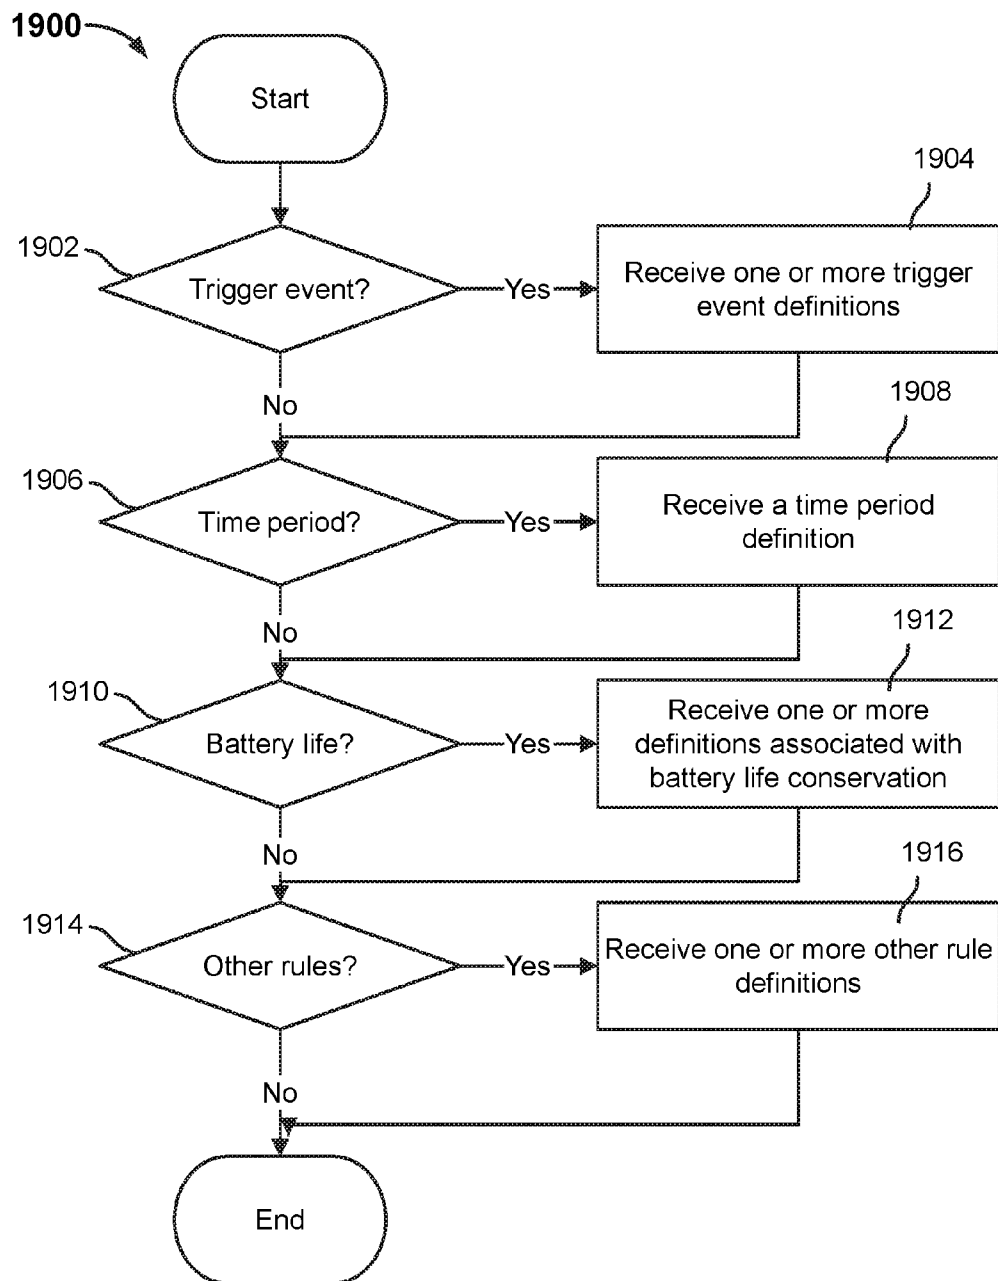 1900
Start
1904
1902
Trigger event?
Yes
Receive one or more trigger
event definitions
No
1908
1906
Time period?
Yes
Receive a time period
definition
No
1912
1910
Battery life?
Yes
Receive one or more
definitions associated with
battery life conservation
No
1916
1914
Other rules?
Yes
Receive one or more other rule
definitions
No
End